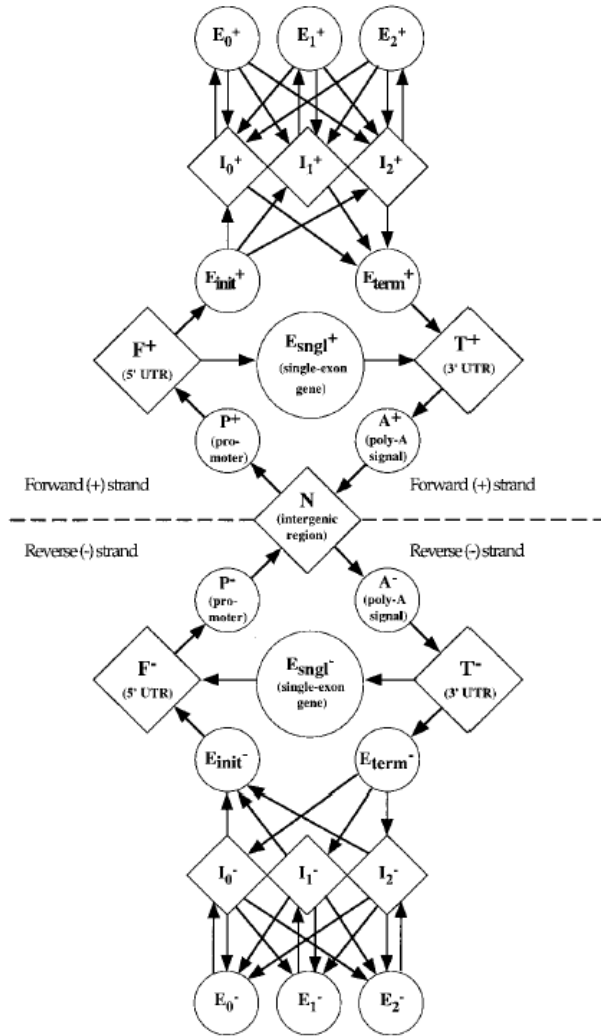 E0+ E1+ E2+
I0+ I1+ I2+
Einit+ Eterm+
F+
(5' UTR)
Esngl+
(single-exon
gene)
T+
(3' UTR)
P+
(pro-
moter)
A+
(poly-A
signal)
Forward (+) strand Forward (+) strand
N
(intergenic
region)
Reverse (-) strand Reverse (-) strand
P-
(pro-
moter)
A-
(poly-A
signal)
F-
(5' UTR)
Esngl-
(single-exon
gene)
T-
(3' UTR)
Einit- Eterm-
I0- I1- I2-
E0- E1- E2-